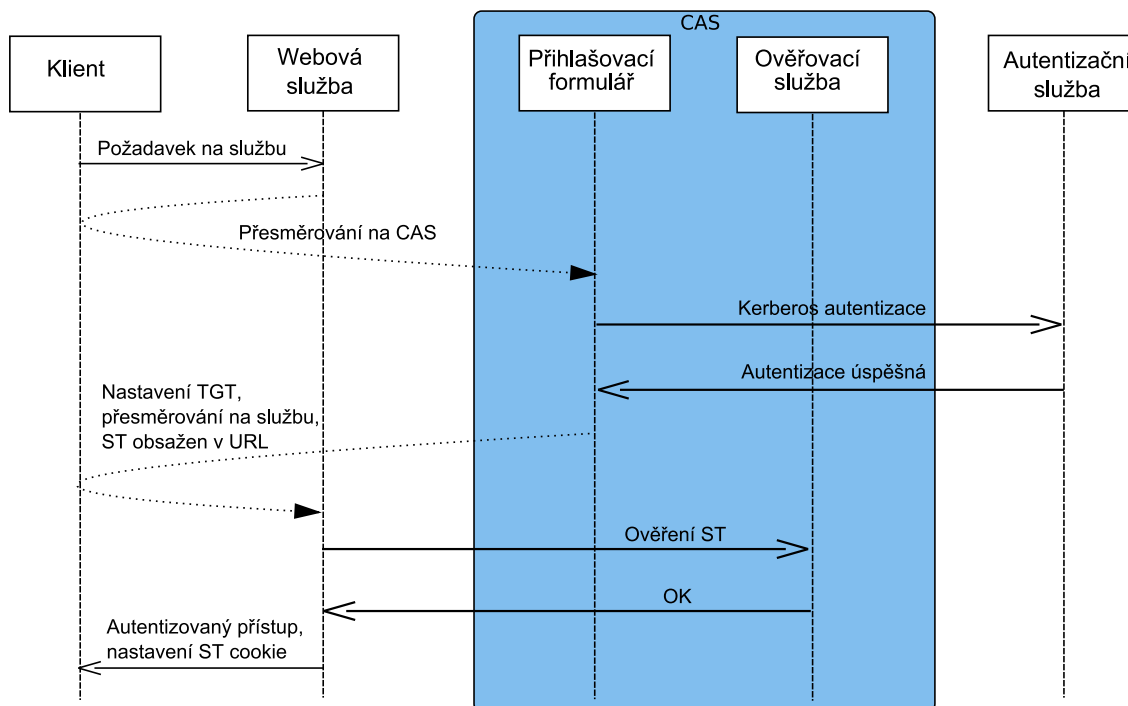 CAS
Klient
Webová
služba
Přihlašovací
formulář
Ověřovací
služba
Autentizační
služba
Požadavek na službu
Přesměrování na CAS
Kerberos autentizace
Autentizace úspěšná
Nastavení TGT,
přesměrování na službu,
ST obsažen v URL
Ověření ST
OK
Autentizovaný přístup,
nastavení ST cookie